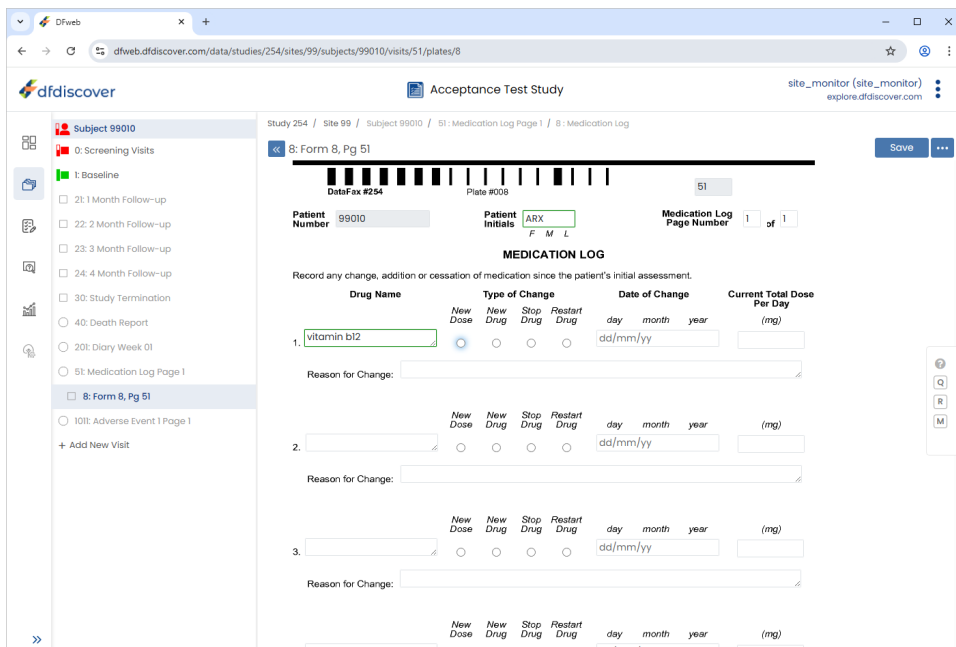 DFweb
dfweb.dfdiscover.com/data/studies/254/sites/99/subjects/99010/visits/51/plates/8
dfdiscover
Acceptance Test Study
site_monitor (site_monitor)
explore.dfdiscover.com
Subject 99010
0: Screening Visits
1: Baseline
21: 1 Month Follow-up
22: 2 Month Follow-up
23: 3 Month Follow-up
24: 4 Month Follow-up
30: Study Termination
40: Death Report
201: Diary Week 01
51: Medication Log Page 1
8: Form 8, Pg 51
1011: Adverse Event 1 Page 1
+ Add New Visit
Study 254 / Site 99 / Subject 99010 / 51 : Medication Log Page 1 / 8 : Medication Log
8: Form 8, Pg 51
Save
DataFax #254 Plate #008
51
Patient Number 99010 Patient Initials ARX Medication Log Page Number 1 of 1
F M L
MEDICATION LOG
Record any change, addition or cessation of medication since the patient's initial assessment.
Drug Name Type of Change Date of Change Current Total Dose Per Day
New Dose New Drug Stop Drug Restart Drug day month year (mg)
1. vitamin b12 dd/mm/yy
Reason for Change:
New Dose New Drug Stop Drug Restart Drug day month year (mg)
2. dd/mm/yy
Reason for Change:
New Dose New Drug Stop Drug Restart Drug day month year (mg)
3. dd/mm/yy
Reason for Change:
New Dose New Drug Stop Drug Restart Drug day month year (mg)
?
Q
R
M